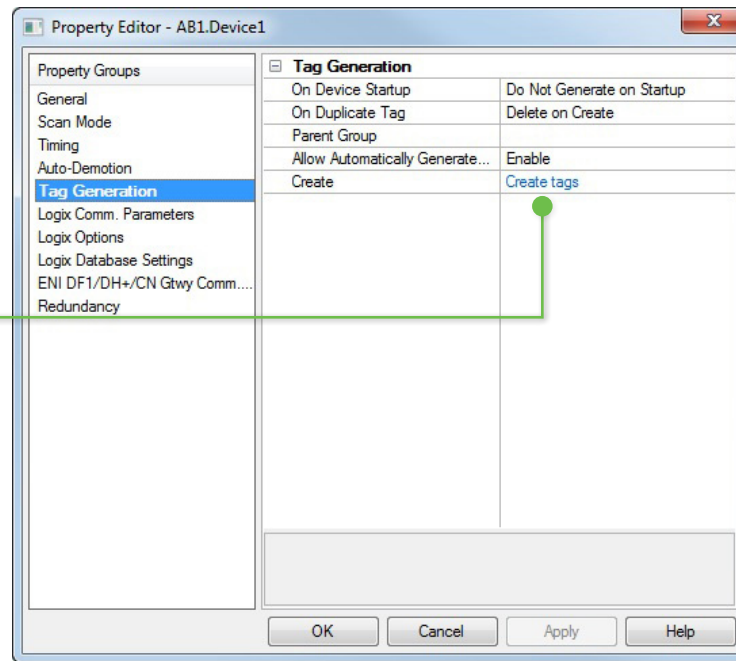 Property Editor - AB1.Device1
Property Groups
General
Scan Mode
Timing
Auto-Demotion
Tag Generation
Logix Comm. Parameters
Logix Options
Logix Database Settings
ENI DF1/DH+/CN Gtwy Comm....
Redundancy
Tag Generation
On Device Startup Do Not Generate on Startup
On Duplicate Tag Delete on Create
Parent Group
Allow Automatically Generate... Enable
Create Create tags
OK Cancel Apply Help